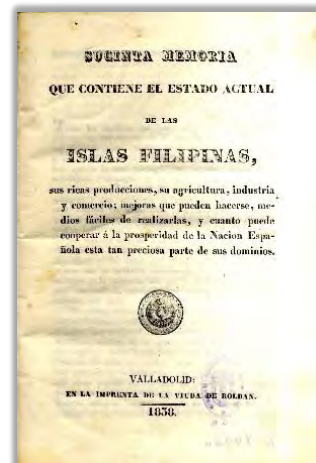 SUCINTA MEMORIA
QUE CONTIENE EL ESTADO ACTUAL
DE LAS
ISLAS FILIPINAS,
sus ricas producciones, su agricultura, industria
y comercio; mejoras que pueden hacerse, me-
dios fáciles de realizarlas, y cuanto puede
cooperar á la prosperidad de la Nacion Espa-
ñola esta tan preciosa parte de sus dominios.
VALLADOLID:
EN LA IMPRENTA DE LA VIUDA DE ROLDAN.
1838.